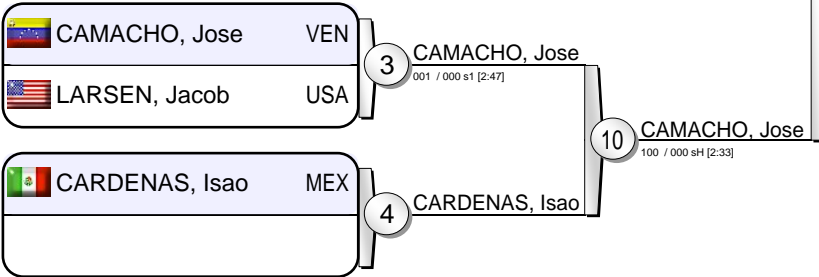 CAMACHO, Jose VEN
LARSEN, Jacob USA
3
CAMACHO, Jose
001 / 000 s1 [2:47]
10
CAMACHO, Jose
100 / 000 sH [2:33]
CARDENAS, Isao MEX
4
CARDENAS, Isao